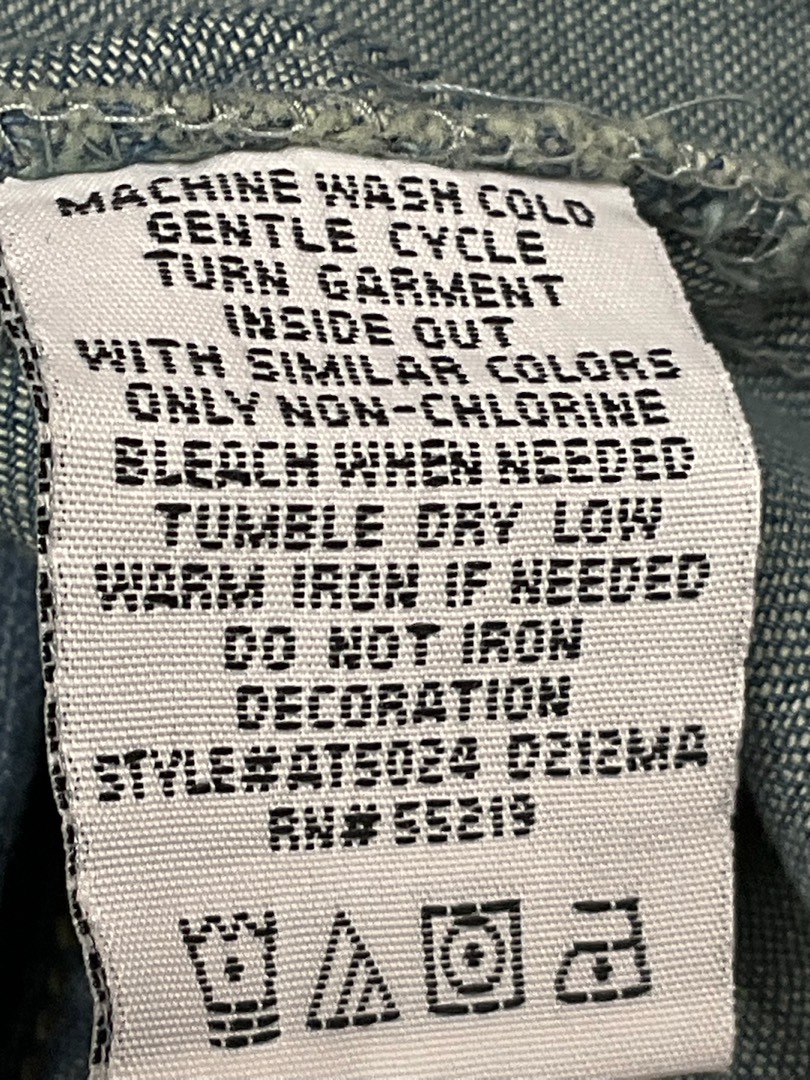 MACHINE WASH COLD
GENTLE CYCLE
TURN GARMENT
INSIDE OUT
WITH SIMILAR COLORS
ONLY NON-CHLORINE
BLEACH WHEN NEEDED
TUMBLE DRY LOW
WARM IRON IF NEEDED
DO NOT IRON
DECORATION
STYLE#AT5024 D212MA
RN#55219